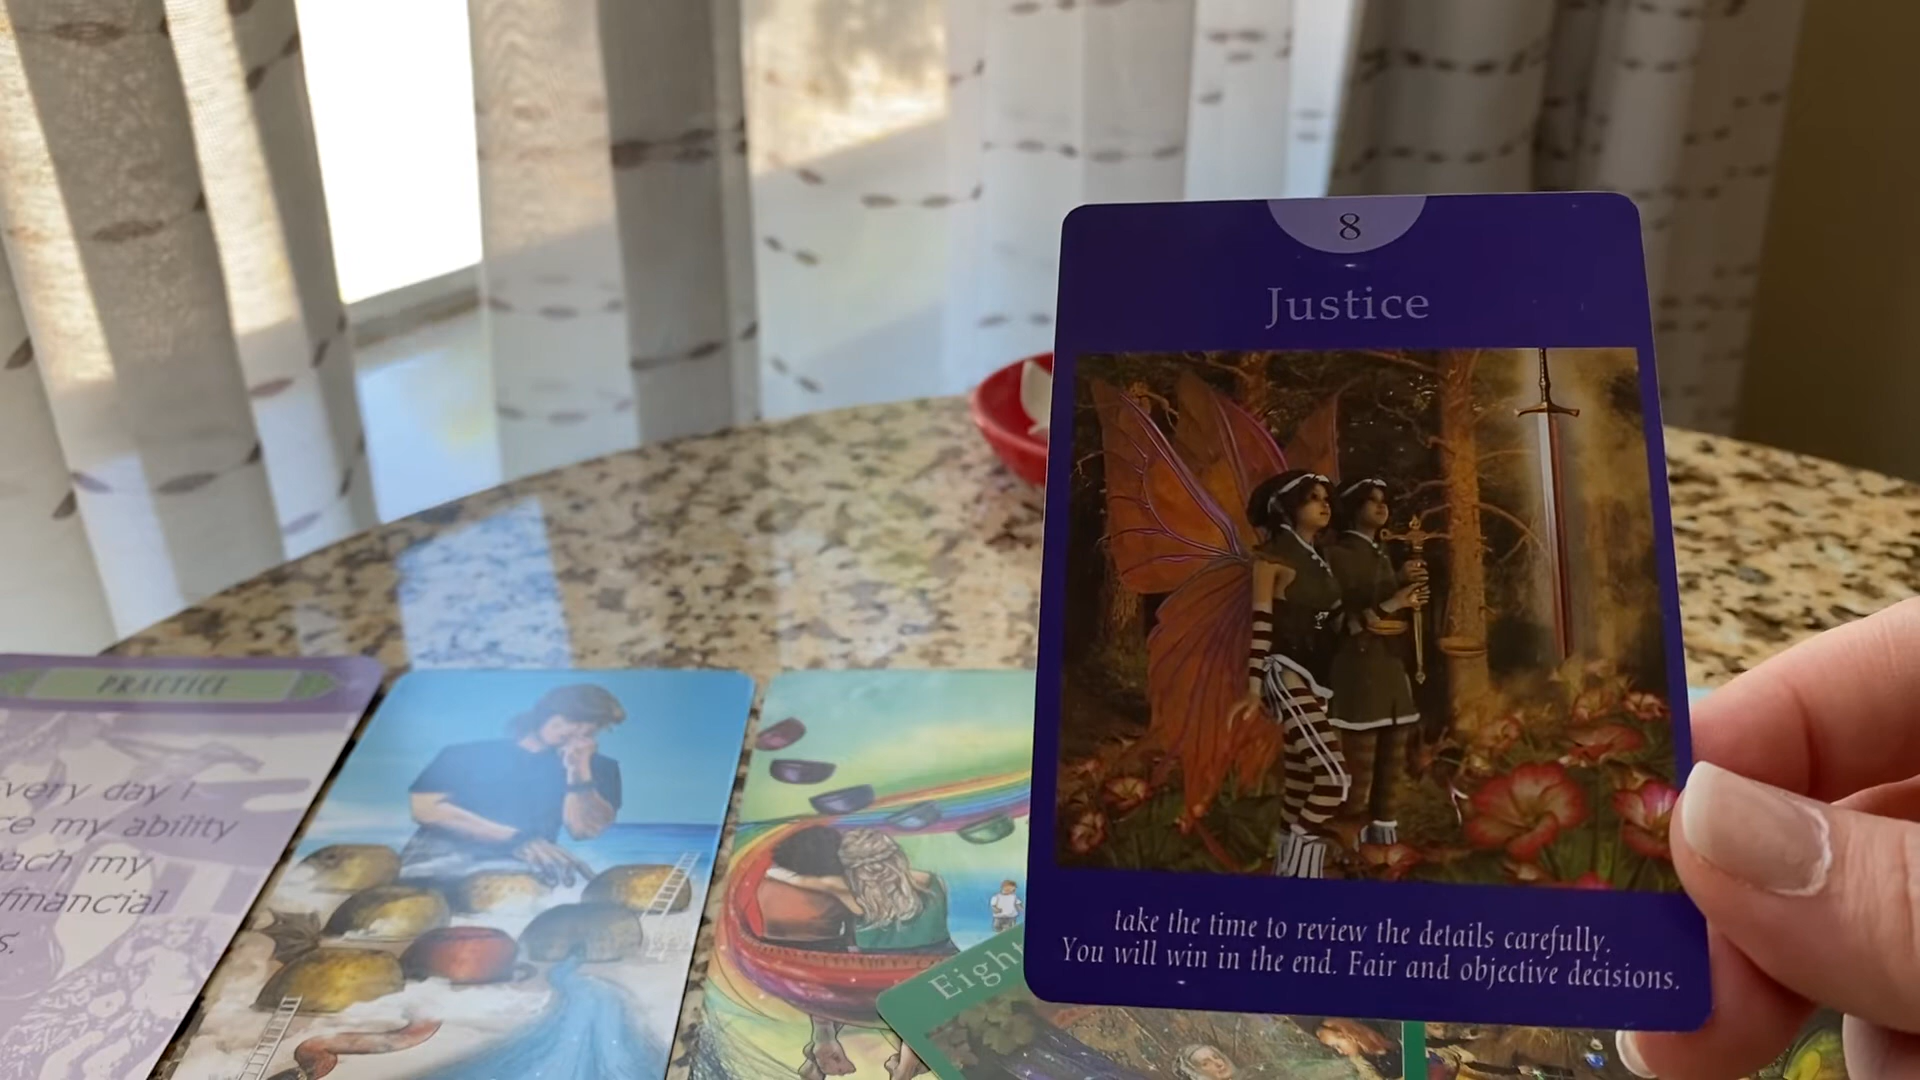 8
Justice
take the time to review the details carefully.
You will win in the end. Fair and objective decisions.
PRACTICE
very day I
ce my ability
ach my
financial
s.
Eight